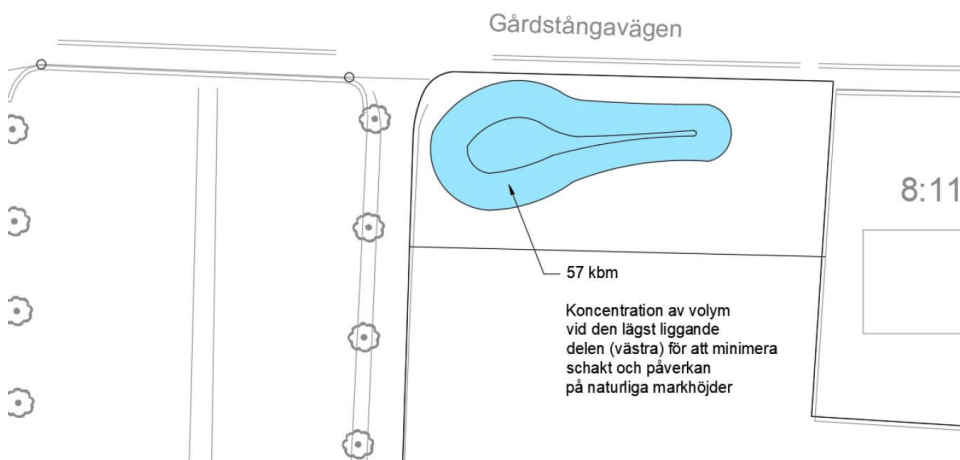 Gårdstångavägen
8:11
57 kbm
Koncentration av volym
vid den lägst liggande
delen (västra) för att minimera
schakt och påverkan
på naturliga markhöjder